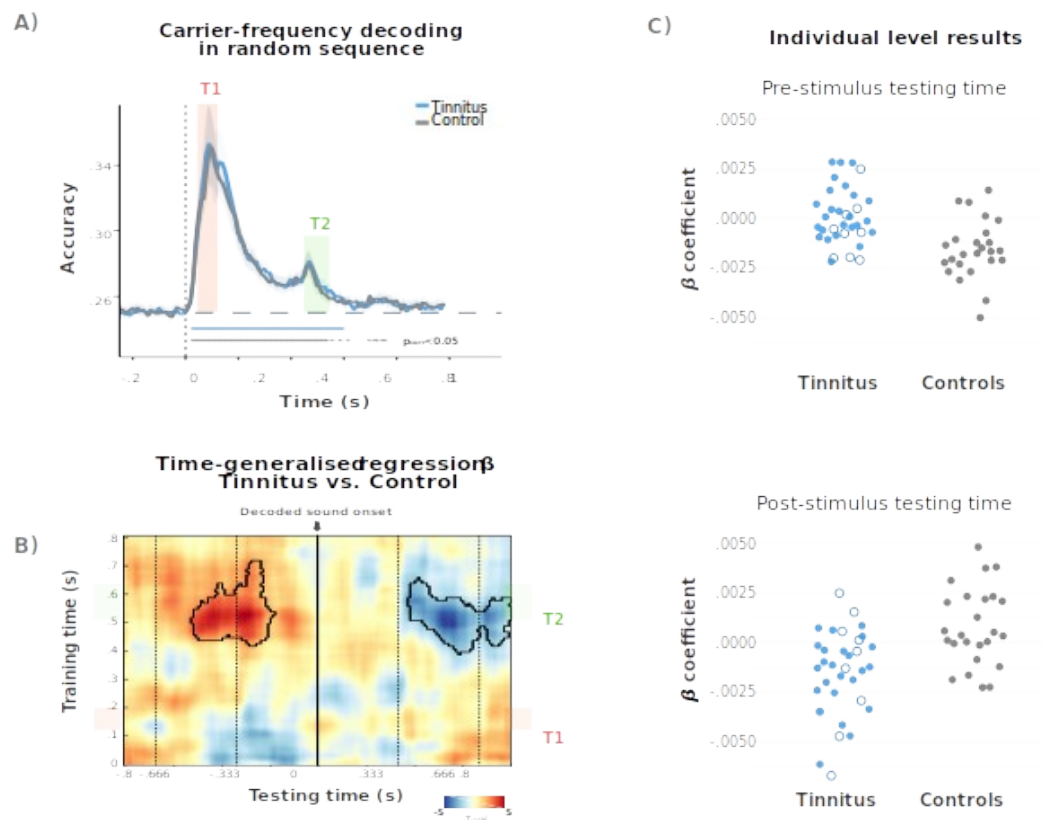 A)
Carrier-frequency decoding
in random sequence
T1
Tinnitus
Control
T2
Accuracy
.34
.30
.26
<0.05
-.2 0 .2 .4 .6
Time (s)
Time-generalised regression β
Tinnitus vs. Control
Decoded sound onset
B)
Training time (s)
.8
.7
.6
.5
.4
.3
.2
.1
0
T2
T1
-.8 -.666 -.333 0 .333 .666 .8
Testing time (s)
-5 5
C)
Individual level results
Pre-stimulus testing time
β coefficient
.0050
.0025
.0000
-.0025
-.0050
Tinnitus Controls
Post-stimulus testing time
β coefficient
.0050
.0025
.0000
-.0025
-.0050
Tinnitus Controls